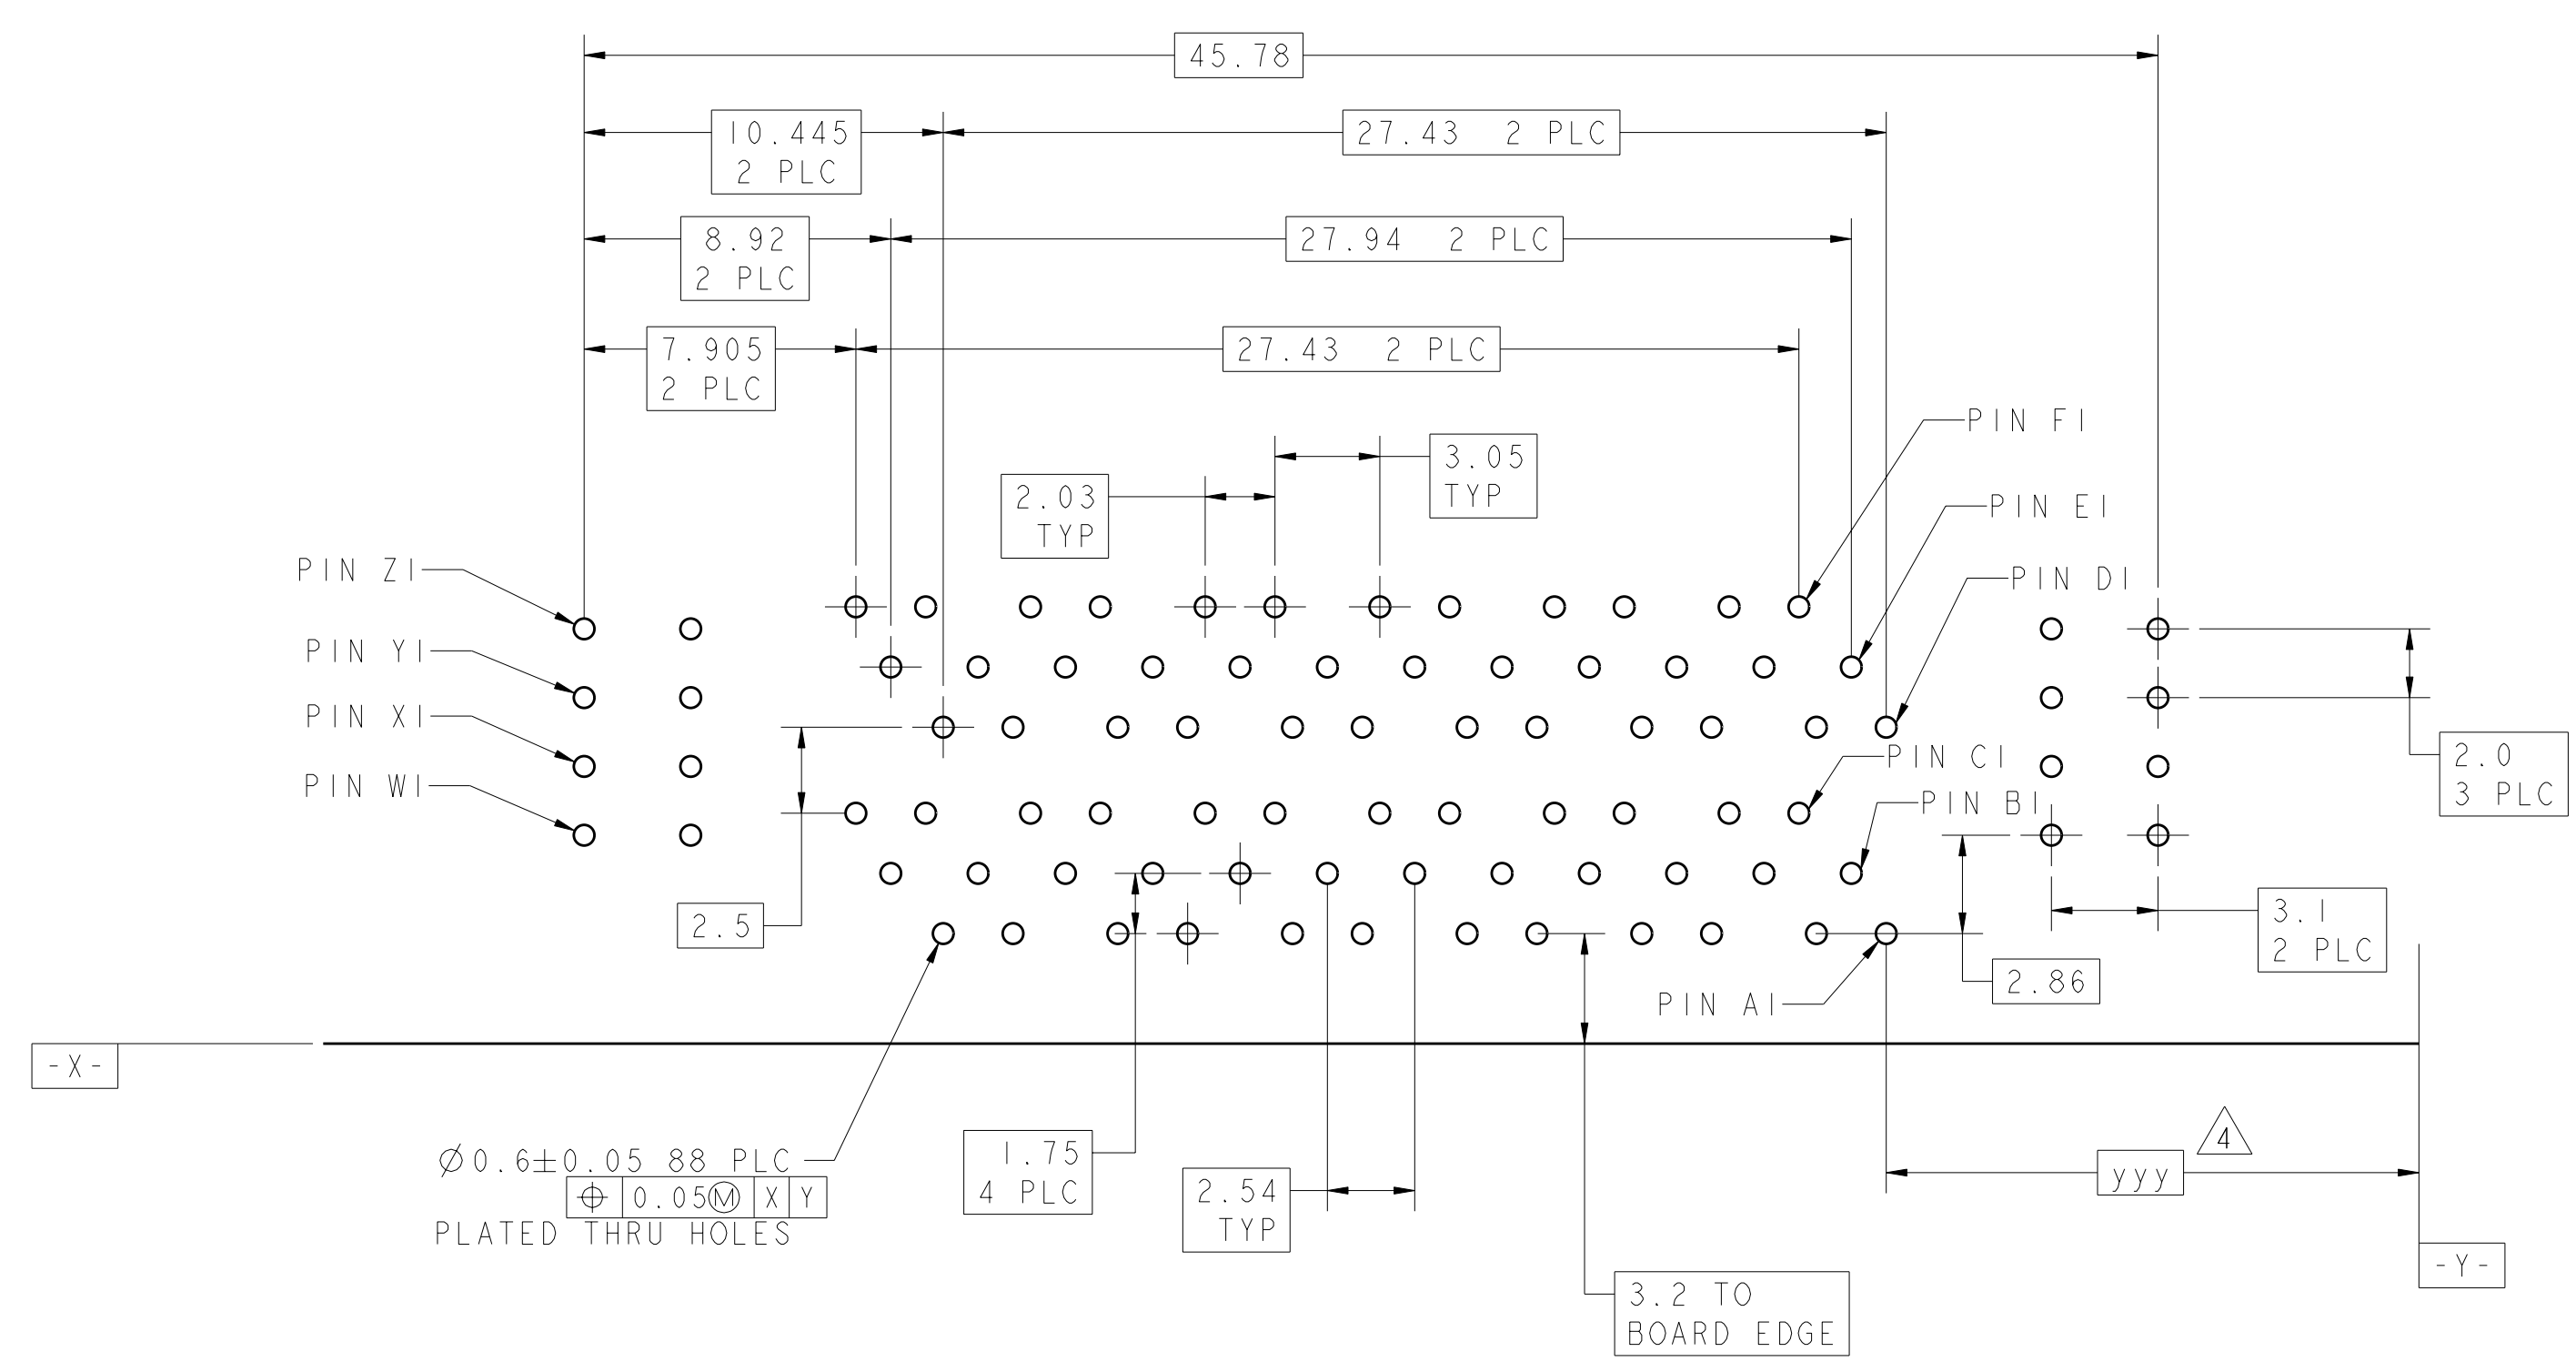 45.78
10.445
2 PLC
27.43 2 PLC
8.92
2 PLC
27.94 2 PLC
7.905
2 PLC
27.43 2 PLC
PIN F1
3.05
TYP
2.03
TYP
PIN E1
PIN Z1
PIN D1
PIN Y1
PIN X1
PIN C1
2.0
3 PLC
PIN W1
PIN B1
2.5
3.1
2 PLC
2.86
PIN A1
-X-
4
Ø0.6±0.05 88 PLC
⌖ 0.05Ⓜ X Y
PLATED THRU HOLES
1.75
4 PLC
2.54
TYP
yyy
-Y-
3.2 TO
BOARD EDGE